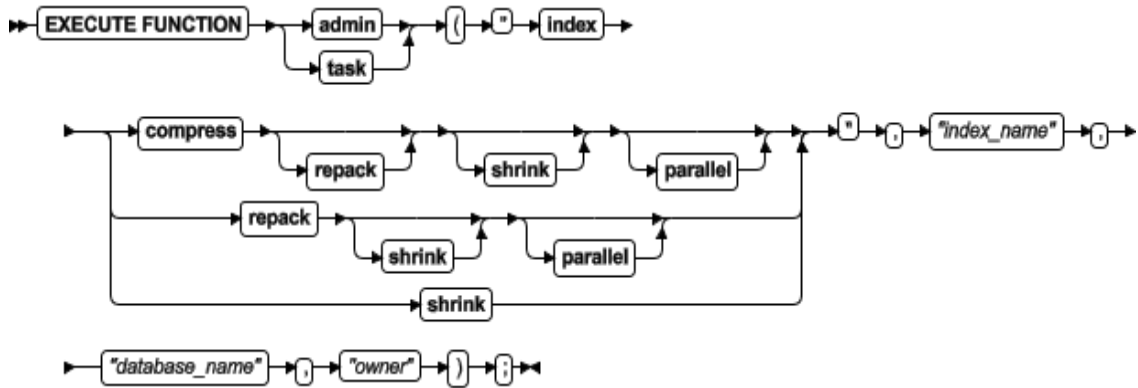 EXECUTE FUNCTION admin ( " index
task
compress " , "index_name" ,
repack shrink parallel
repack
shrink parallel
shrink
"database_name" , "owner" ) ;